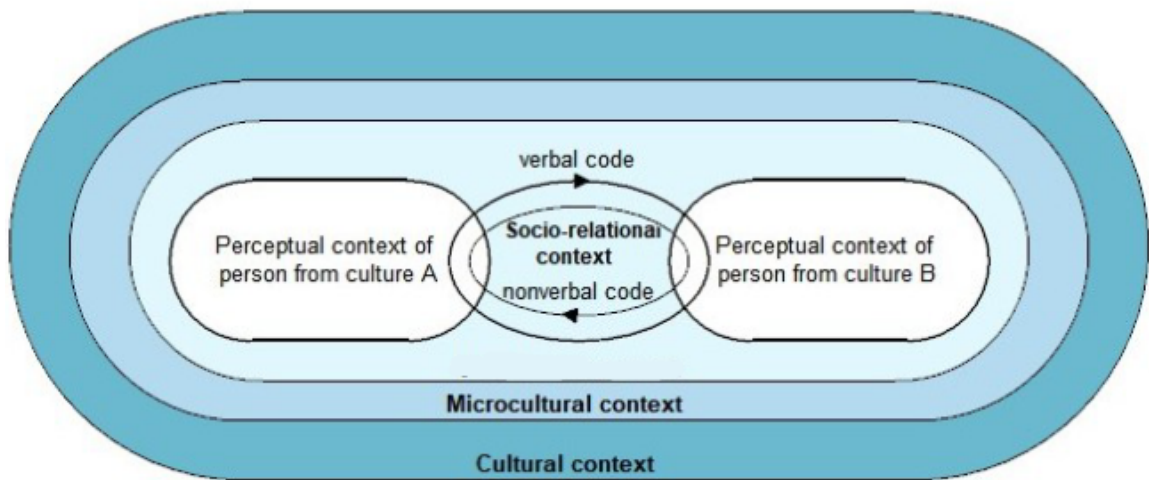 verbal code
Socio-relational
context
Perceptual context of
person from culture A
Perceptual context of
person from culture B
nonverbal code
Microcultural context
Cultural context